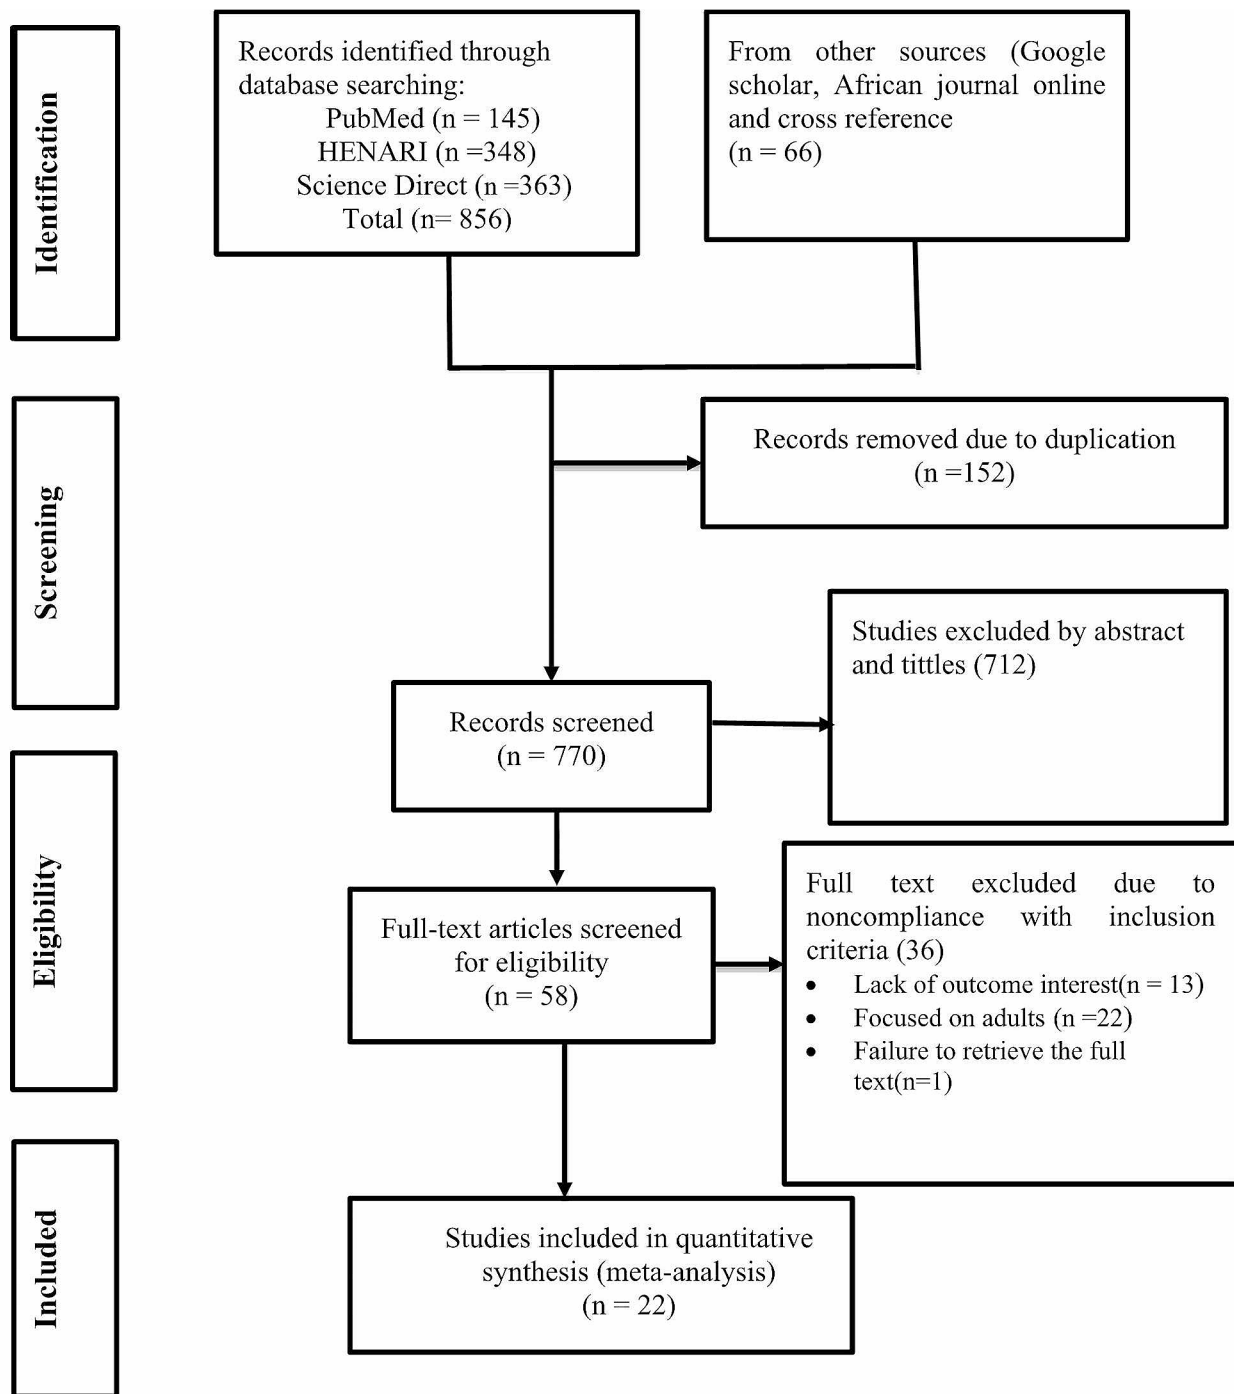 Identification
Records identified through
database searching:
PubMed (n = 145)
HENARI (n =348)
Science Direct (n =363)
Total (n= 856)
From other sources (Google
scholar, African journal online
and cross reference
(n = 66)
Screening
Records removed due to duplication
(n =152)
Studies excluded by abstract
and tittles (712)
Records screened
(n = 770)
Eligibility
Full-text articles screened
for eligibility
(n = 58)
Full text excluded due to
noncompliance with inclusion
criteria (36)
• Lack of outcome interest(n = 13)
• Focused on adults (n =22)
• Failure to retrieve the full
text(n=1)
Included
Studies included in quantitative
synthesis (meta-analysis)
(n = 22)